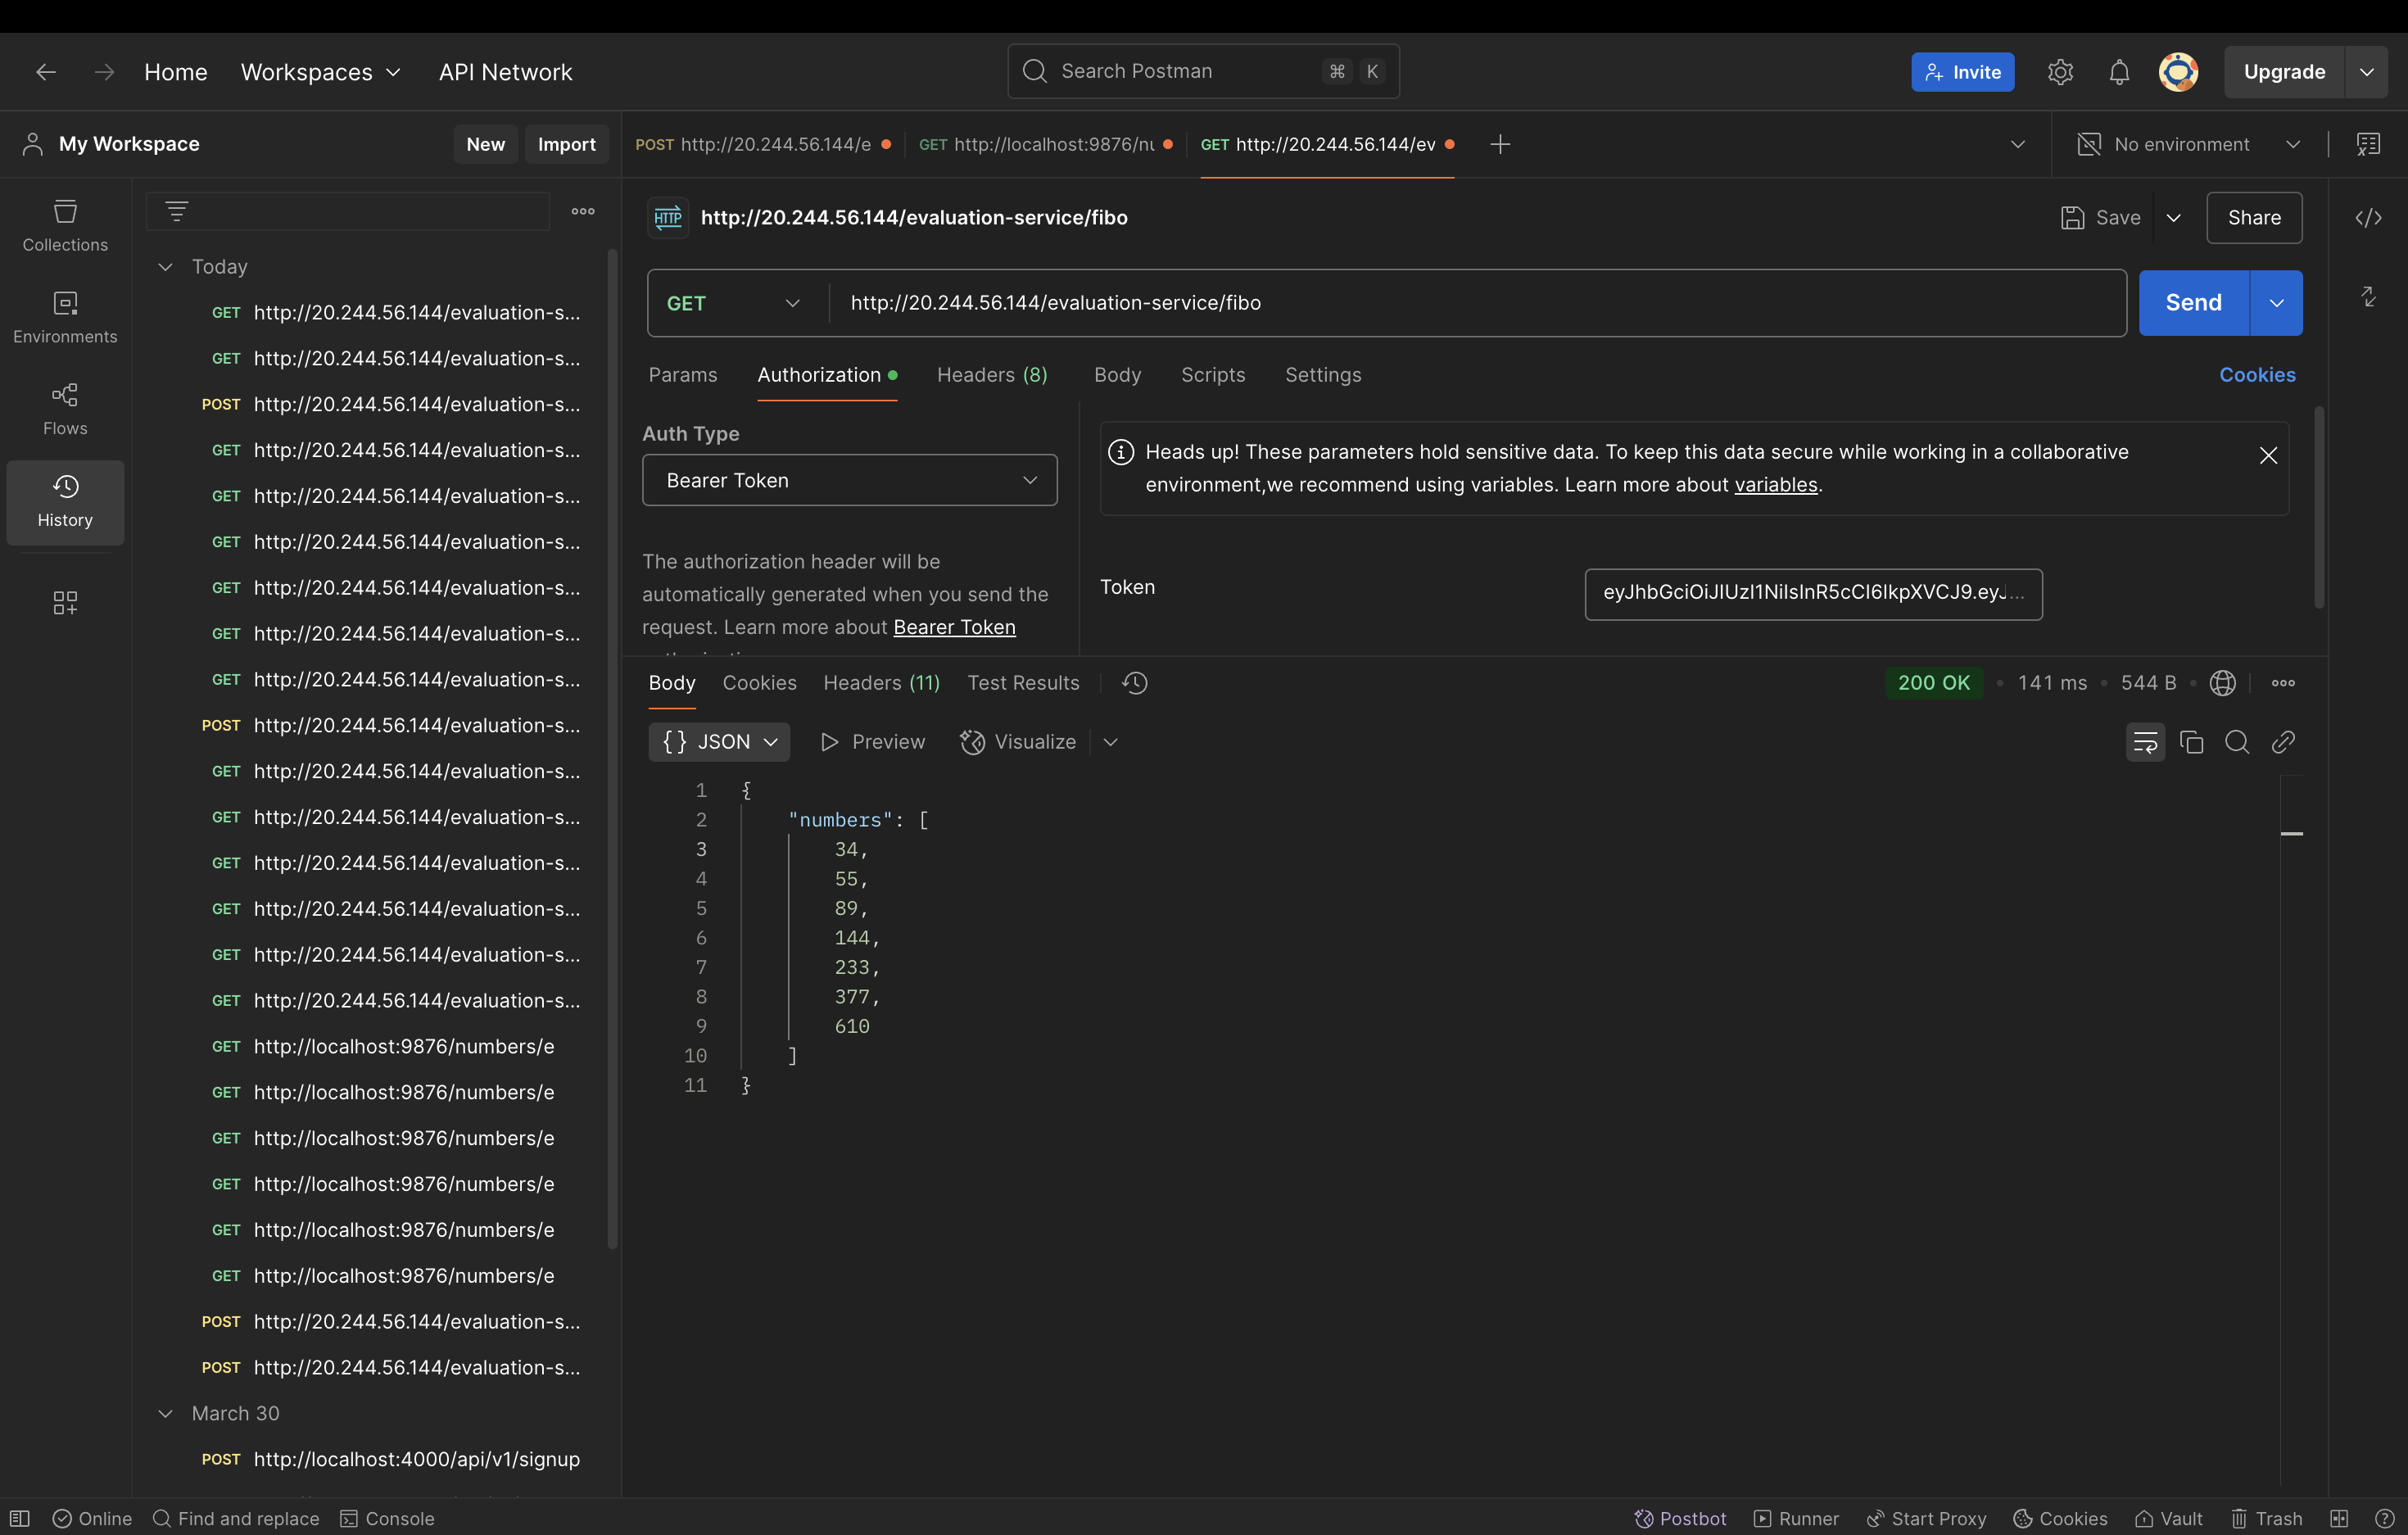 Home Workspaces API Network
Search Postman ⌘ K
Invite
Upgrade
My Workspace
New Import
POST http://20.244.56.144/e
GET http://localhost:9876/nu
GET http://20.244.56.144/ev
No environment
Collections
Environments
Flows
History
Today
GET http://20.244.56.144/evaluation-s...
GET http://20.244.56.144/evaluation-s...
POST http://20.244.56.144/evaluation-s...
GET http://20.244.56.144/evaluation-s...
GET http://20.244.56.144/evaluation-s...
GET http://20.244.56.144/evaluation-s...
GET http://20.244.56.144/evaluation-s...
GET http://20.244.56.144/evaluation-s...
GET http://20.244.56.144/evaluation-s...
POST http://20.244.56.144/evaluation-s...
GET http://20.244.56.144/evaluation-s...
GET http://20.244.56.144/evaluation-s...
GET http://20.244.56.144/evaluation-s...
GET http://20.244.56.144/evaluation-s...
GET http://20.244.56.144/evaluation-s...
GET http://20.244.56.144/evaluation-s...
GET http://localhost:9876/numbers/e
GET http://localhost:9876/numbers/e
GET http://localhost:9876/numbers/e
GET http://localhost:9876/numbers/e
GET http://localhost:9876/numbers/e
GET http://localhost:9876/numbers/e
POST http://20.244.56.144/evaluation-s...
POST http://20.244.56.144/evaluation-s...
March 30
POST http://localhost:4000/api/v1/signup
HTTP http://20.244.56.144/evaluation-service/fibo
Save
Share
GET http://20.244.56.144/evaluation-service/fibo
Send
Params Authorization Headers (8) Body Scripts Settings
Cookies
Auth Type
Bearer Token
The authorization header will be
automatically generated when you send the
request. Learn more about Bearer Token
Heads up! These parameters hold sensitive data. To keep this data secure while working in a collaborative
environment,we recommend using variables. Learn more about variables.
Token
eyJhbGciOiJIUzI1NiIsInR5cCI6IkpXVCJ9.eyJ...
Body Cookies Headers (11) Test Results
200 OK 141 ms 544 B
{} JSON Preview Visualize
1 {
2 "numbers": [
3 34,
4 55,
5 89,
6 144,
7 233,
8 377,
9 610
10 ]
11 }
Online Find and replace Console
Postbot Runner Start Proxy Cookies Vault Trash